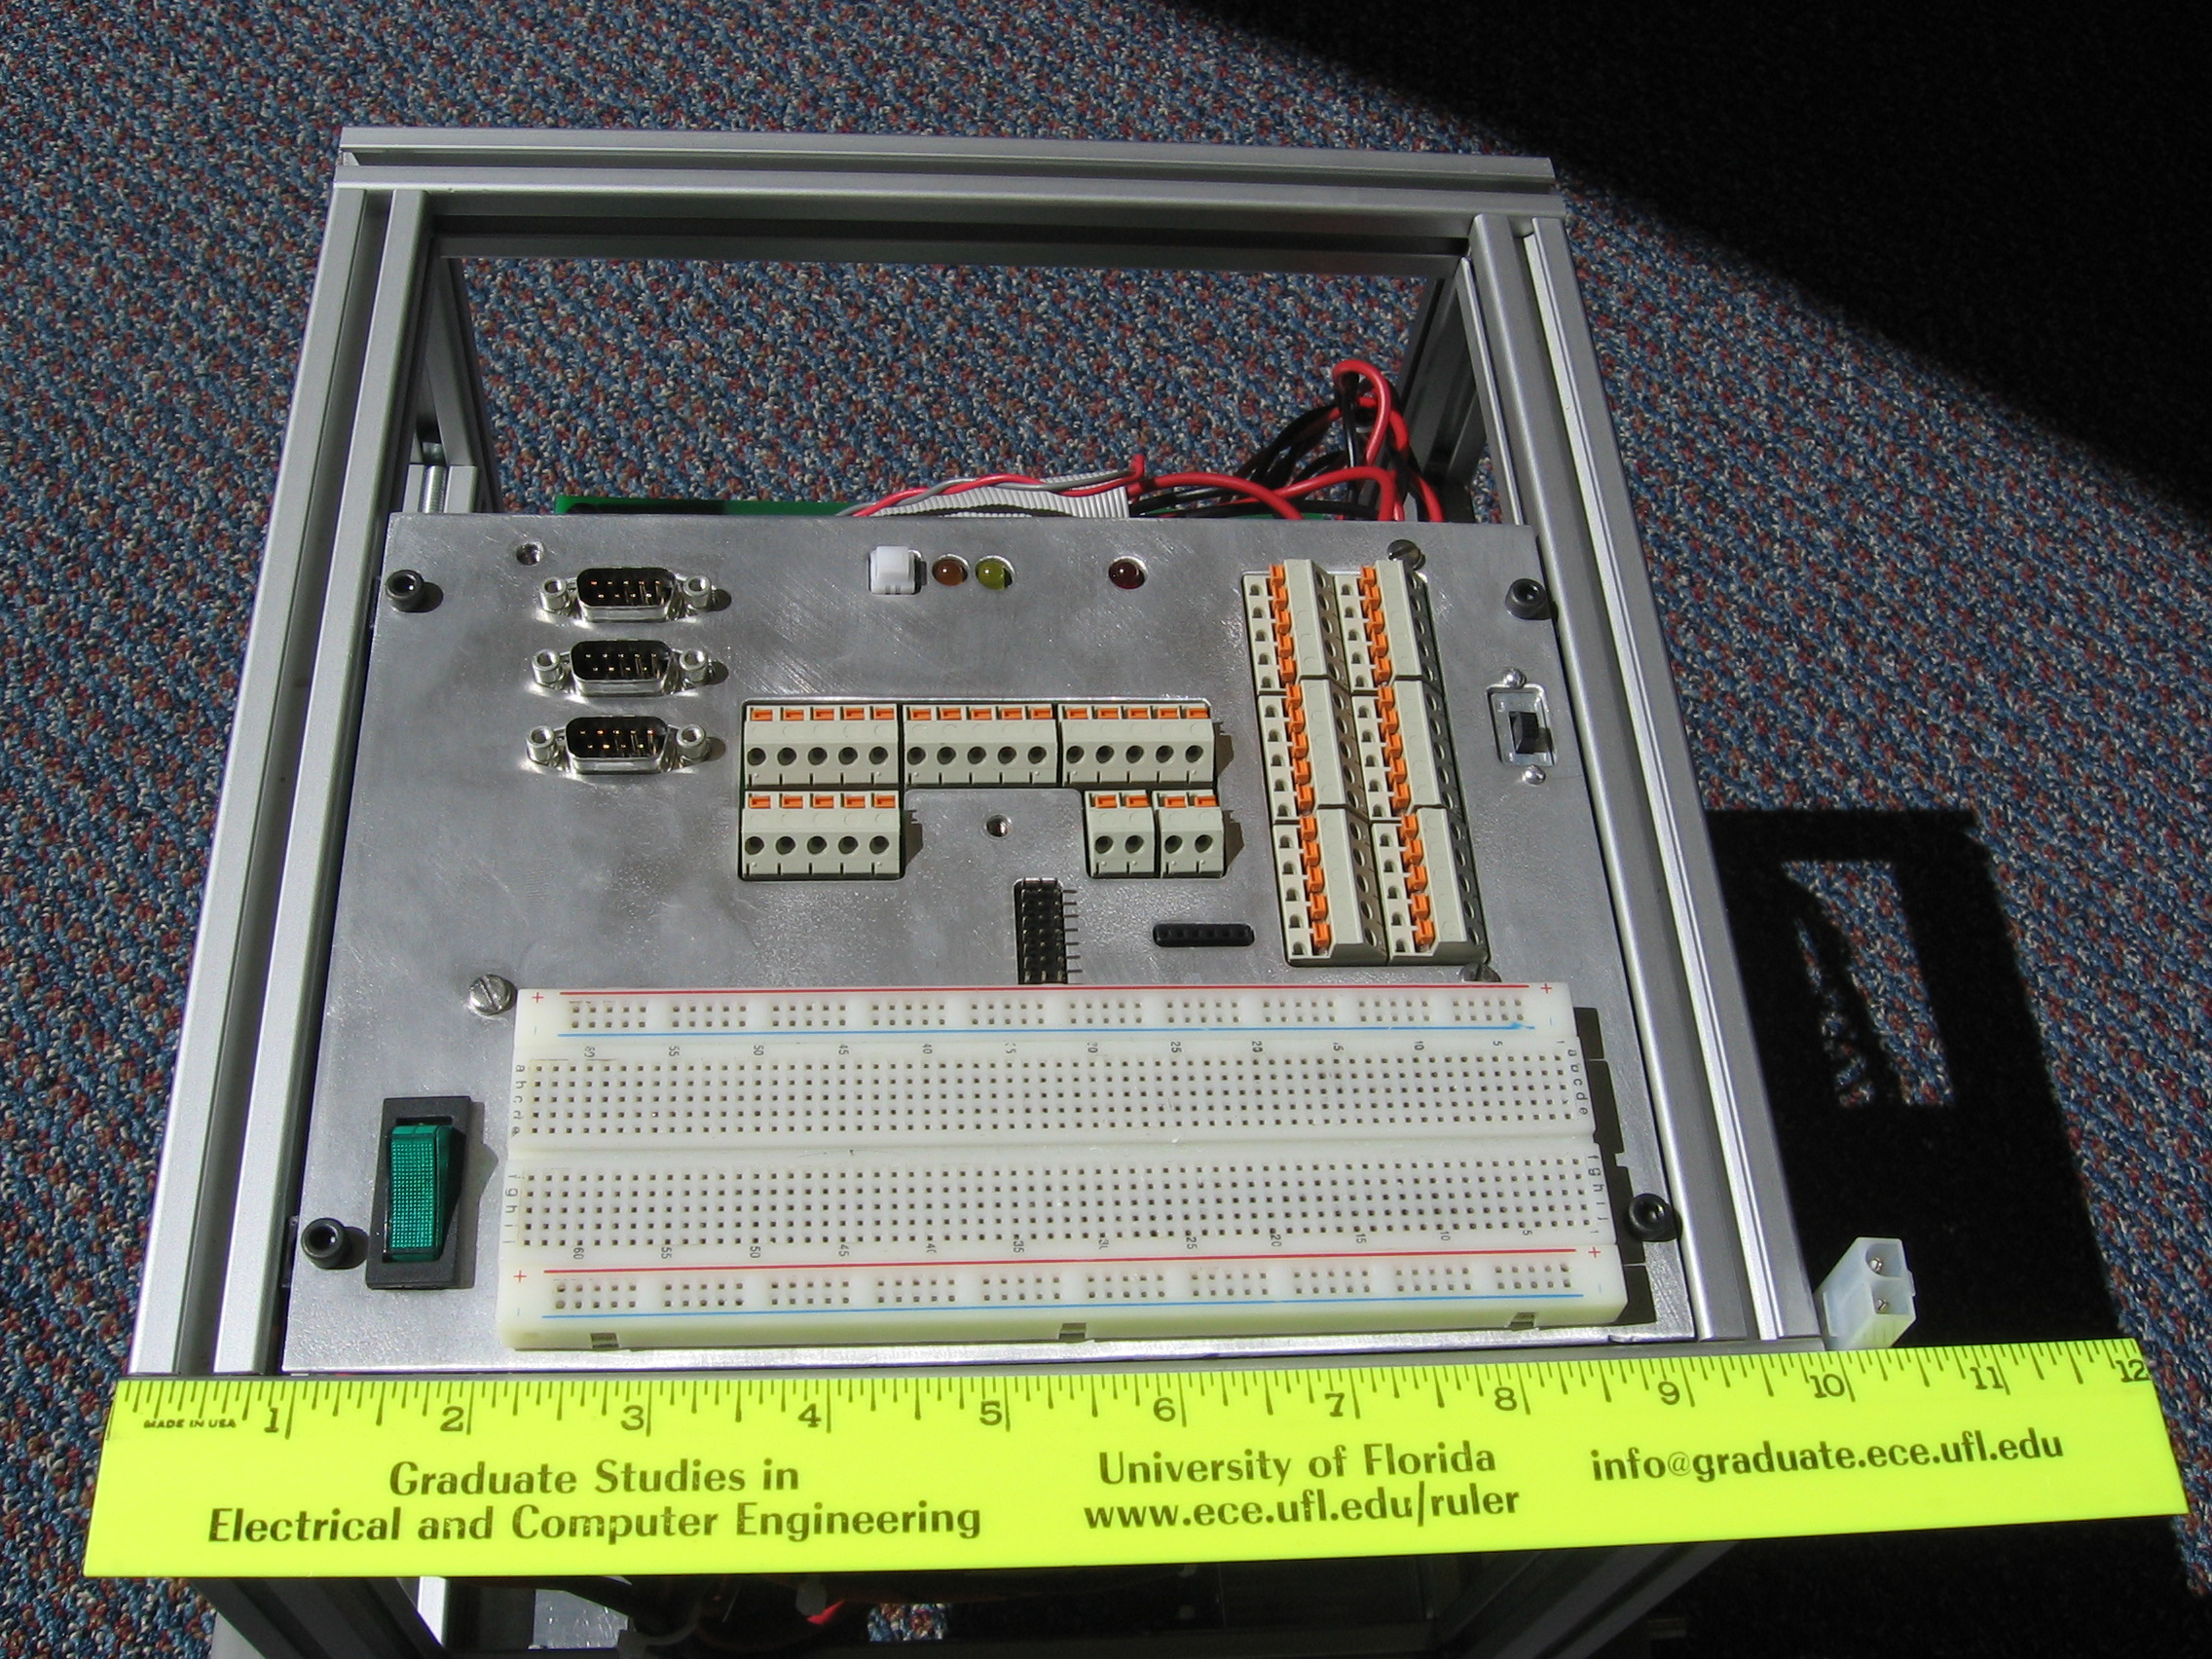 + +
- -
60 55 50 45 40 35 30 25 20 15 10 5
a b c d e
f g h i j
60 55 50 45 40 35 30 25 20 15 10 5
+ +
- -
1 2 3 4 5 6 7 8 9 10 11 12
MADE IN USA
Graduate Studies in
Electrical and Computer Engineering
University of Florida
www.ece.ufl.edu/ruler
info@graduate.ece.ufl.edu